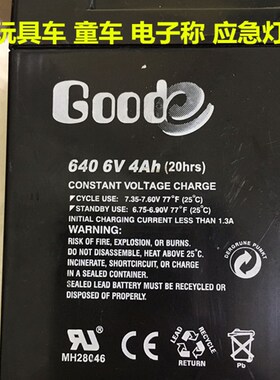 玩具车 童车 电子称 应急灯
Goode
640 6V 4Ah (20hrs)
CONSTANT VOLTAGE CHARGE
CYCLE USE: 7.35-7.60V 77°F (25°C)
STANDBY USE: 6.75-6.90V 77°F (25°C)
INITIAL CHARGING CURRENT LESS THAN 1.3A
WARNING:
RISK OF FIRE, EXPLOSION, OR BURNS.
DO NOT DISASSEMBLE, HEAT ABOVE 25°C.
INCINERATE, SHORTCIRCUIT, OR CHARGE
IN A SEALED CONTAINER.
SEALED LEAD BATTERY MUST BE RECYCLED OR
DISPOSED OF PROPERLY.
DERORUNE PUNKT
MH28046
LEAD
RECYCLE
RETURN
Pb